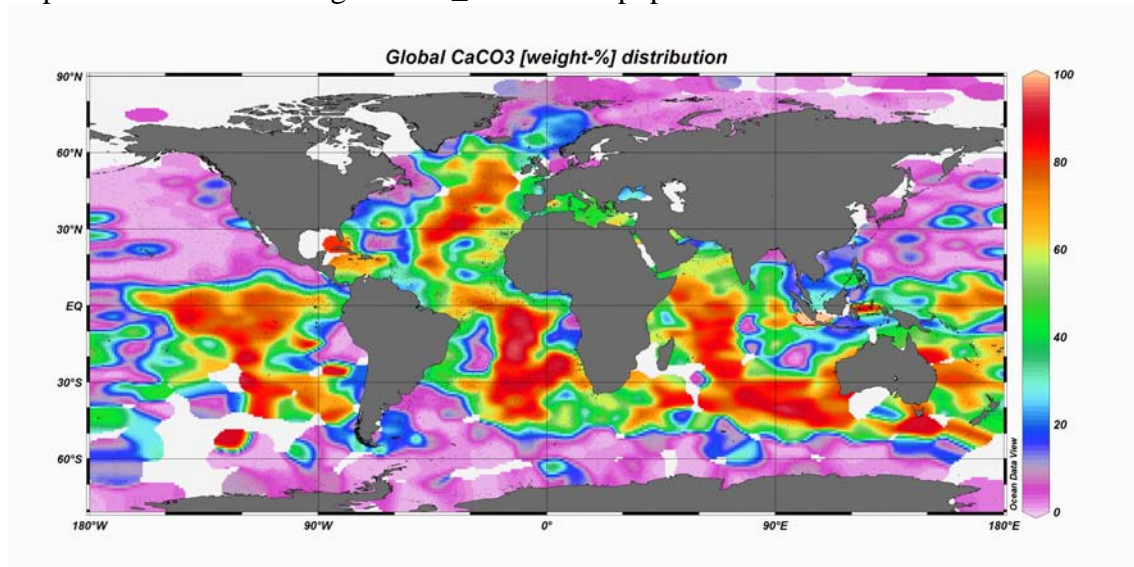 Global CaCO3 [weight-%] distribution
90°N
60°N
30°N
EQ
30°S
60°S
180°W
90°W
0°
90°E
180°E
100
80
60
40
20
0
Ocean Data View